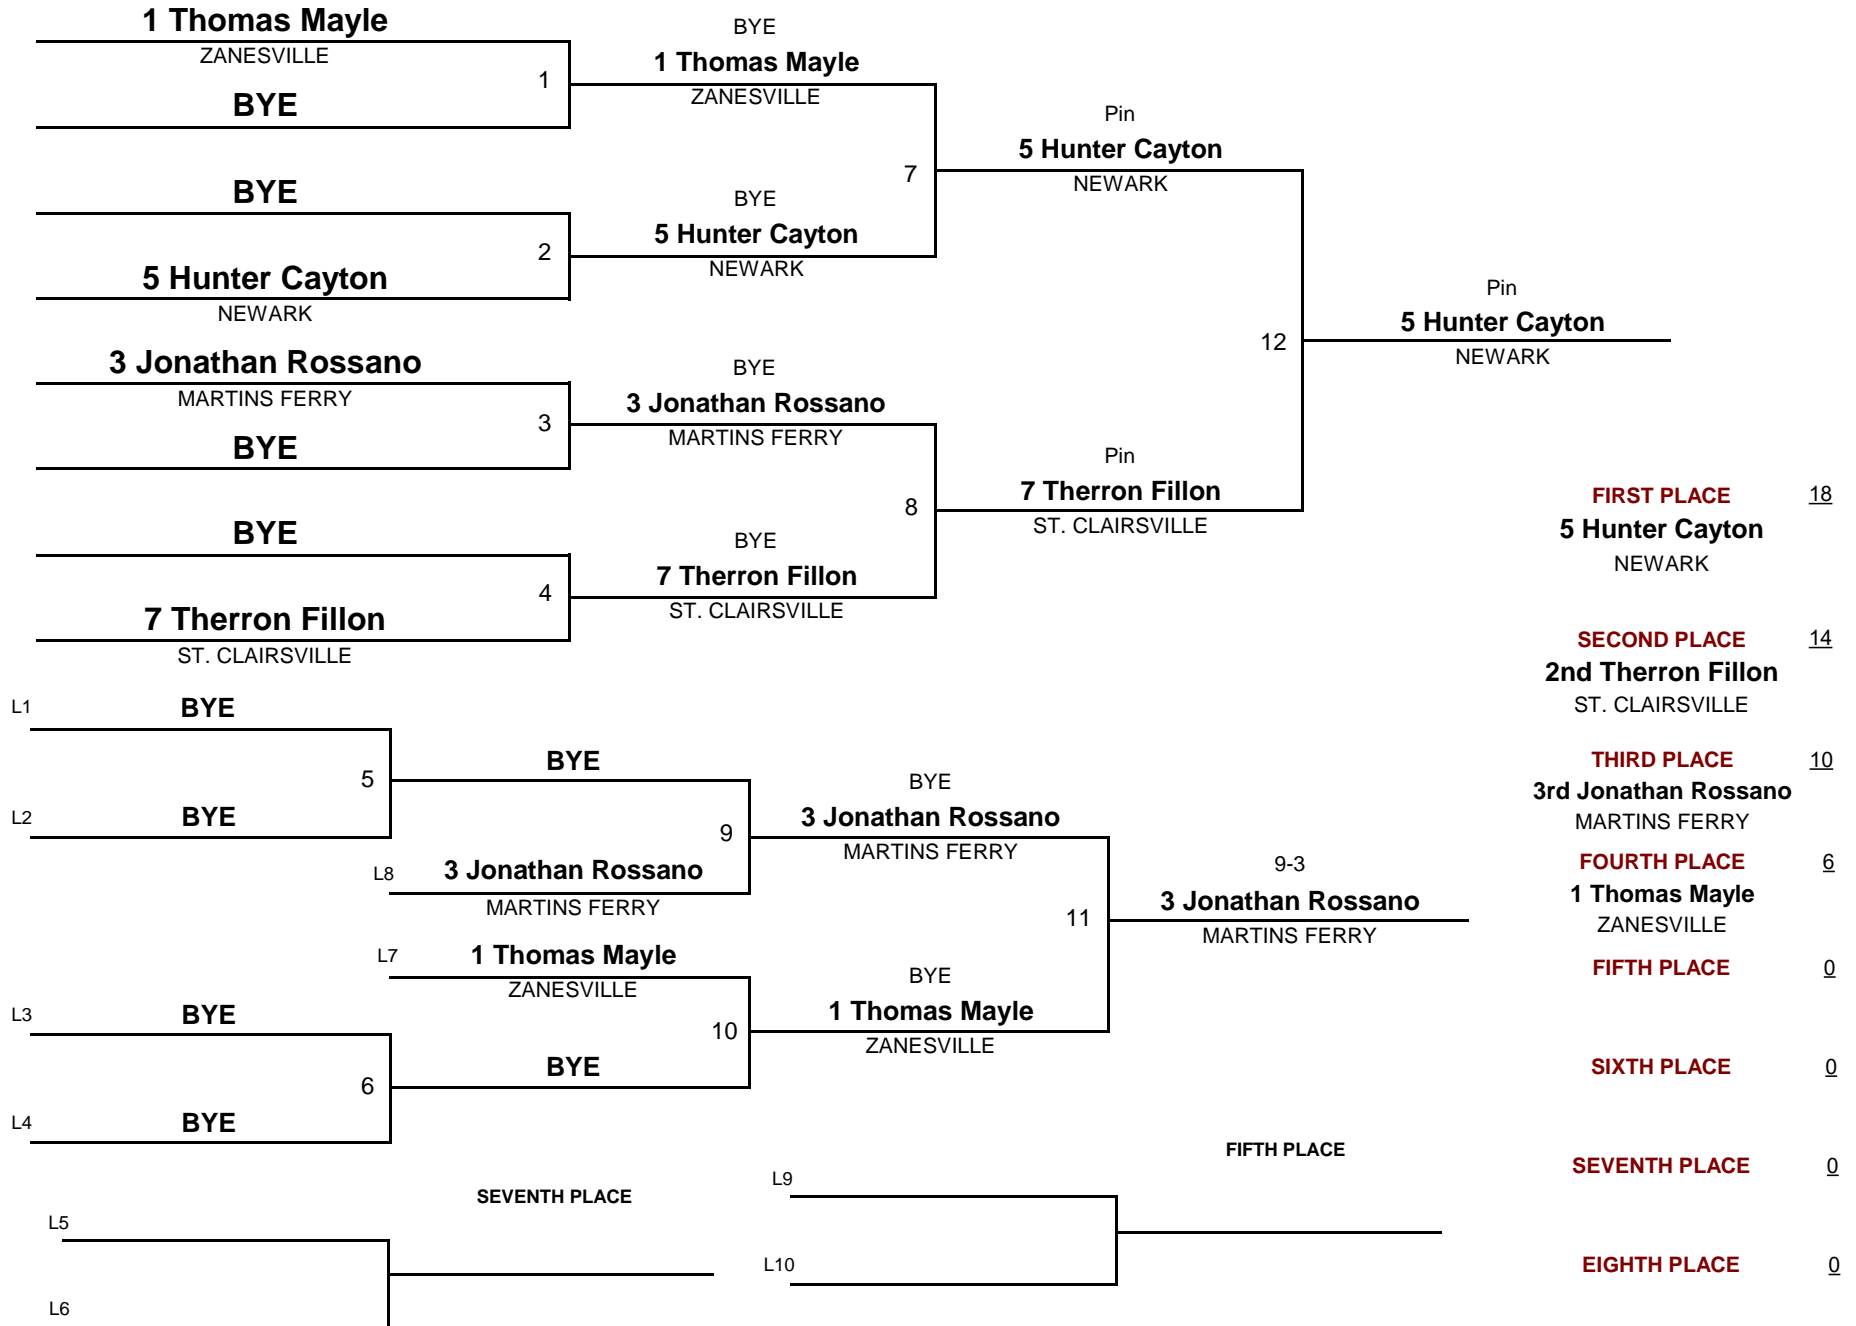 1 Thomas Mayle
ZANESVILLE
1
BYE
BYE
2
5 Hunter Cayton
NEWARK
3 Jonathan Rossano
MARTINS FERRY
3
BYE
BYE
4
7 Therron Fillon
ST. CLAIRSVILLE
BYE
1 Thomas Mayle
ZANESVILLE
7
BYE
5 Hunter Cayton
NEWARK
BYE
3 Jonathan Rossano
MARTINS FERRY
8
BYE
7 Therron Fillon
ST. CLAIRSVILLE
Pin
5 Hunter Cayton
NEWARK
12
Pin
7 Therron Fillon
ST. CLAIRSVILLE
Pin
5 Hunter Cayton
NEWARK
L1 BYE
5
L2 BYE
BYE
9
L8 3 Jonathan Rossano
MARTINS FERRY
L7 1 Thomas Mayle
ZANESVILLE
10
L3 BYE
6
BYE
L4 BYE
BYE
3 Jonathan Rossano
MARTINS FERRY
11
BYE
1 Thomas Mayle
ZANESVILLE
9-3
3 Jonathan Rossano
MARTINS FERRY
SEVENTH PLACE
L5
L6
FIFTH PLACE
L9
L10
FIRST PLACE 18
5 Hunter Cayton
NEWARK
SECOND PLACE 14
2nd Therron Fillon
ST. CLAIRSVILLE
THIRD PLACE 10
3rd Jonathan Rossano
MARTINS FERRY
FOURTH PLACE 6
1 Thomas Mayle
ZANESVILLE
FIFTH PLACE 0
SIXTH PLACE 0
SEVENTH PLACE 0
EIGHTH PLACE 0